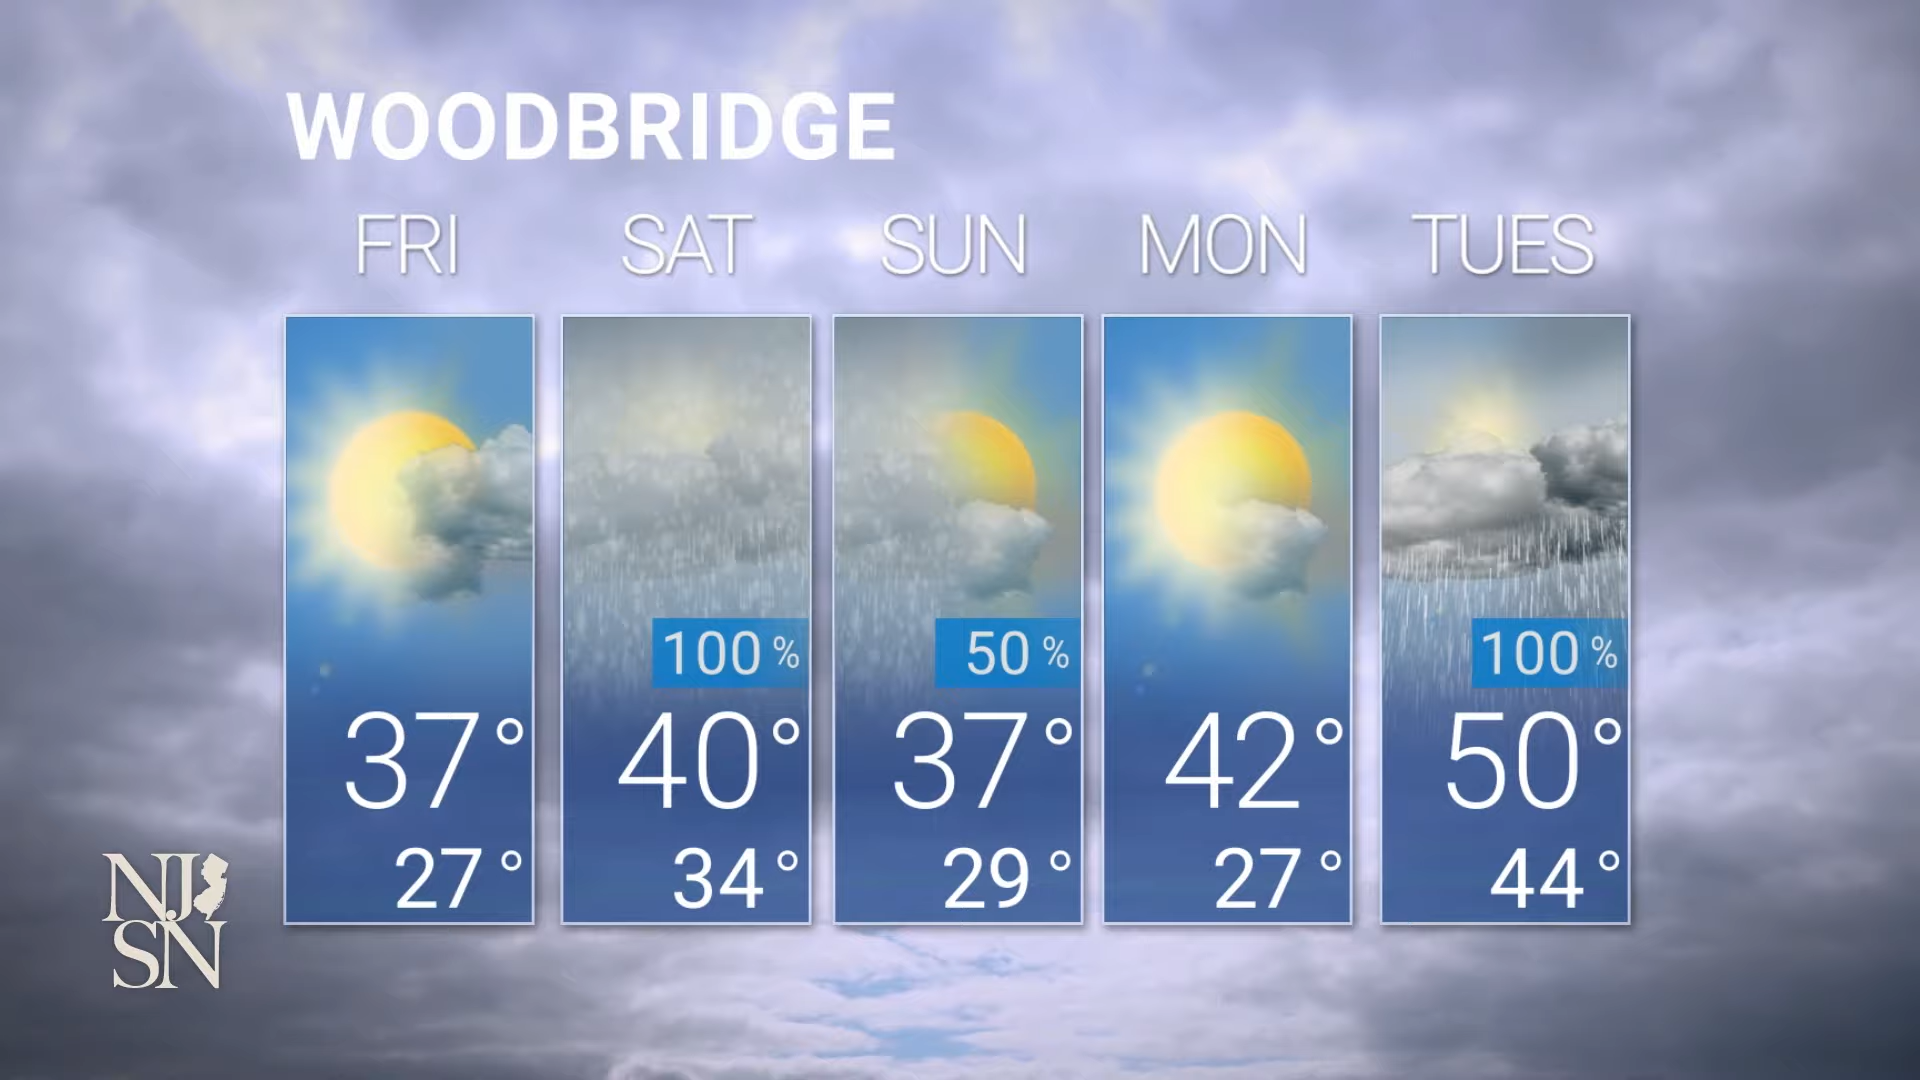 WOODBRIDGE
FRI SAT SUN MON TUES
100 % 50 % 100 %
37° 40° 37° 42° 50°
27° 34° 29° 27° 44°
NJ
SN